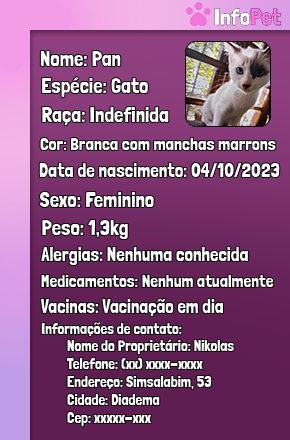 InfoPet
Nome: Pan
Espécie: Gato
Raça: Indefinida
Cor: Branca com manchas marrons
Data de nascimento: 04/10/2023
Sexo: Feminino
Peso: 1,3kg
Alergias: Nenhuma conhecida
Medicamentos: Nenhum atualmente
Vacinas: Vacinação em dia
Informações de contato:
Nome do Proprietário: Nikolas
Telefone: (xx) xxxx-xxxx
Endereço: Simsalabim, 53
Cidade: Diadema
Cep: xxxxx-xxx